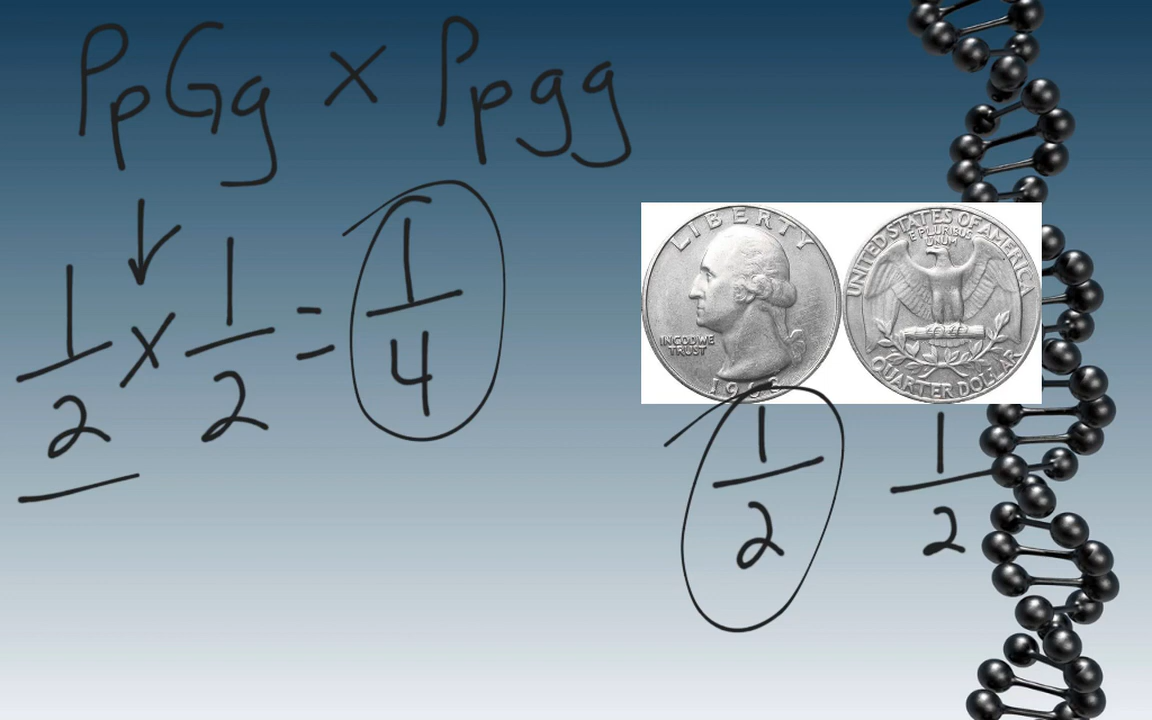 PpGg x Ppgg
1/2 x 1/2 = 1/4
LIBERTY
IN GOD WE
TRUST
UNITED STATES OF AMERICA
E PLURIBUS
UNUM
QUARTER DOLLAR
1/2 1/2